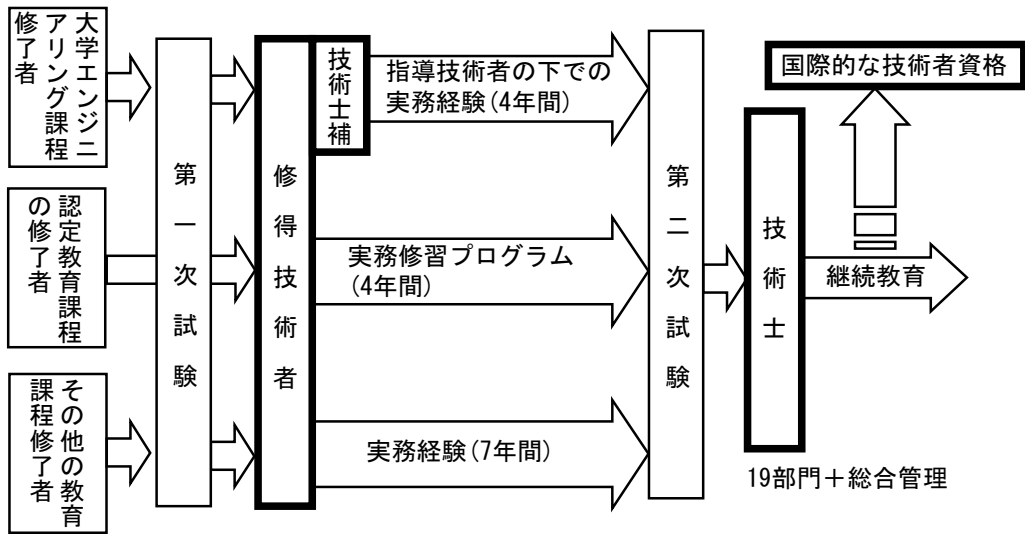 大学エンジニ
アリング課程
修了者
認定教育課程
の修了者
その他の教育
課程修了者
第一次試験
修得技術者
技術士補
指導技術者の下での
実務経験(4年間)
実務修習プログラム
(4年間)
実務経験(7年間)
第二次試験
技術士
国際的な技術者資格
継続教育
19部門＋総合管理